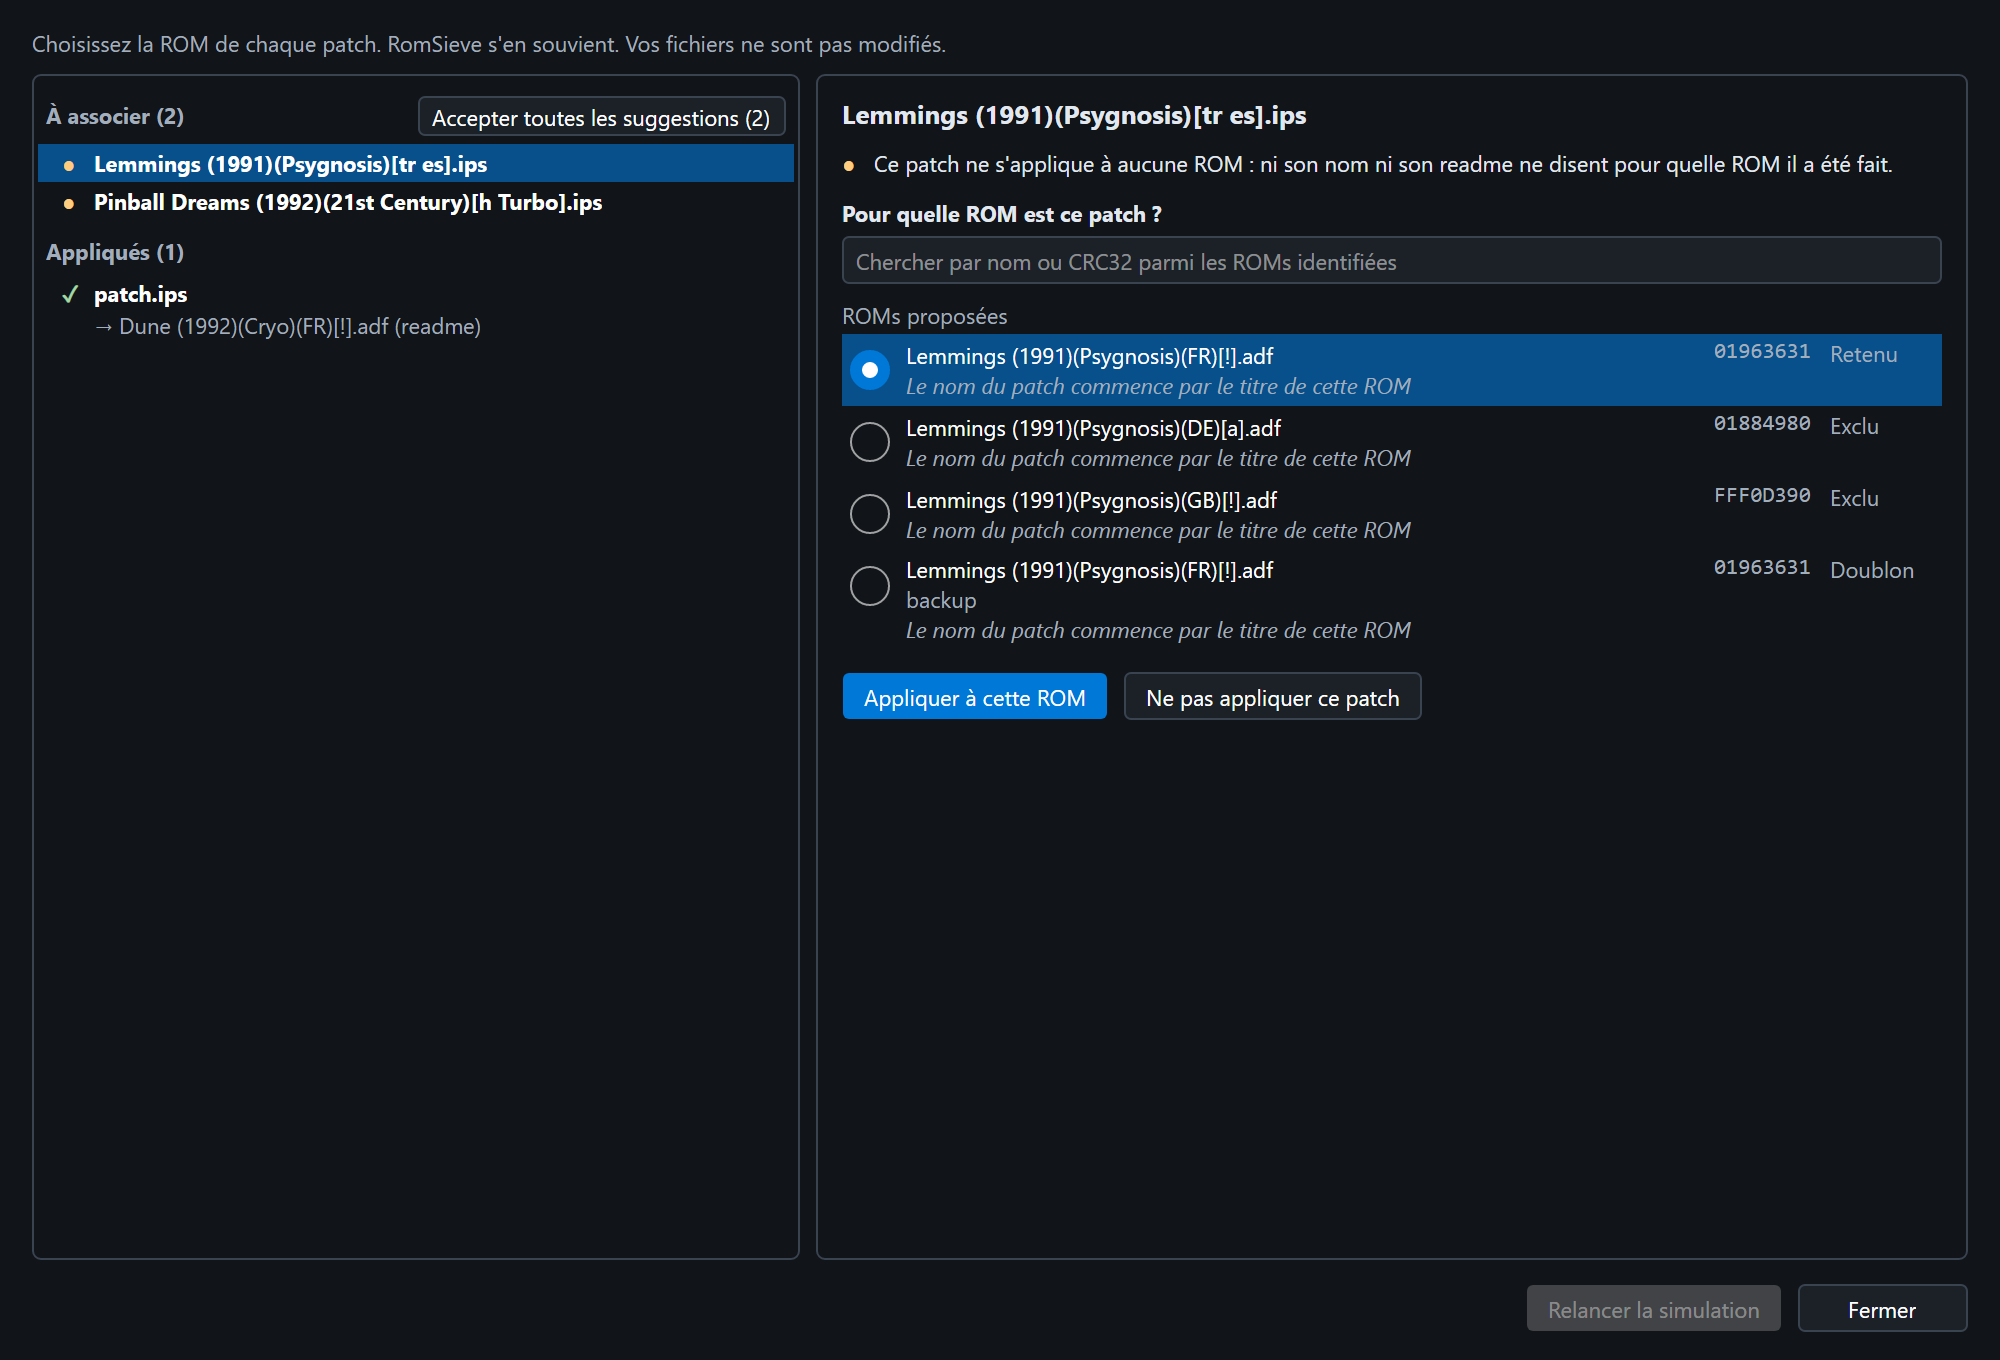 Choisissez la ROM de chaque patch. RomSieve s'en souvient. Vos fichiers ne sont pas modifiés.
À associer (2)
Accepter toutes les suggestions (2)
Lemmings (1991)(Psygnosis)[tr es].ips
Pinball Dreams (1992)(21st Century)[h Turbo].ips
Appliqués (1)
✓ patch.ips
→ Dune (1992)(Cryo)(FR)[!].adf (readme)
Lemmings (1991)(Psygnosis)[tr es].ips
Ce patch ne s'applique à aucune ROM : ni son nom ni son readme ne disent pour quelle ROM il a été fait.
Pour quelle ROM est ce patch ?
Chercher par nom ou CRC32 parmi les ROMs identifiées
ROMs proposées
Lemmings (1991)(Psygnosis)(FR)[!].adf 01963631 Retenu
Le nom du patch commence par le titre de cette ROM
Lemmings (1991)(Psygnosis)(DE)[a].adf 01884980 Exclu
Le nom du patch commence par le titre de cette ROM
Lemmings (1991)(Psygnosis)(GB)[!].adf FFF0D390 Exclu
Le nom du patch commence par le titre de cette ROM
Lemmings (1991)(Psygnosis)(FR)[!].adf 01963631 Doublon
backup
Le nom du patch commence par le titre de cette ROM
Appliquer à cette ROM
Ne pas appliquer ce patch
Relancer la simulation
Fermer